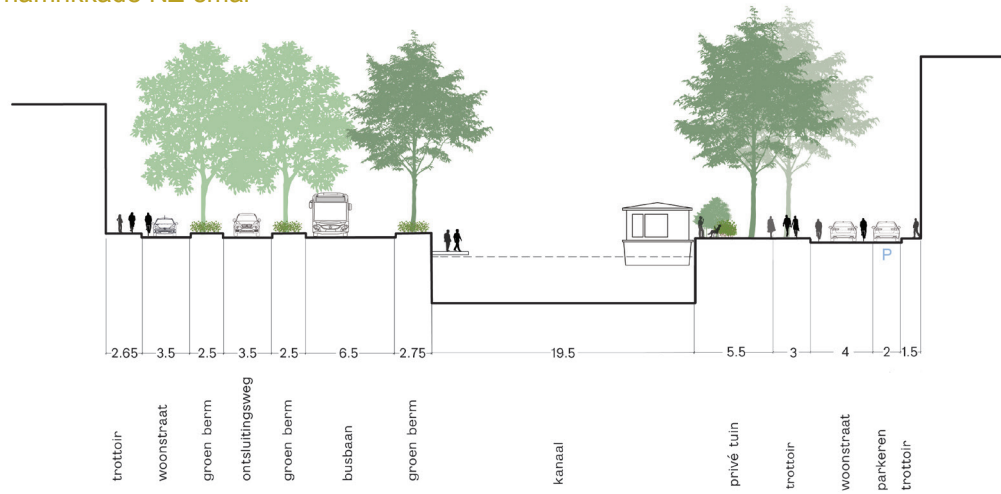 P
2.65 3.5 2.5 3.5 2.5 6.5 2.75 19.5 5.5 3 4 2 1.5
trottoir
woonstraat
groen berm
ontsluitingsweg
groen berm
busbaan
groen berm
kanaal
privé tuin
trottoir
woonstraat
parkeren
trottoir